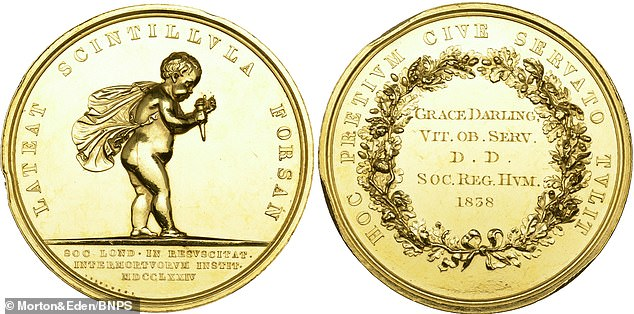 LATEAT SCINTILLVLA FORSAN
SOC. LOND. IN RESVSCITAT.
INTERMORTVORVM INSTIT.
MDCCLXXIV
HOC PRETIVM CIVE SERVATO TVLIT
GRACE DARLING.
VIT. OB. SERV.
D. D.
SOC. REG. HVM.
1838
© Morton&Eden/BNPS